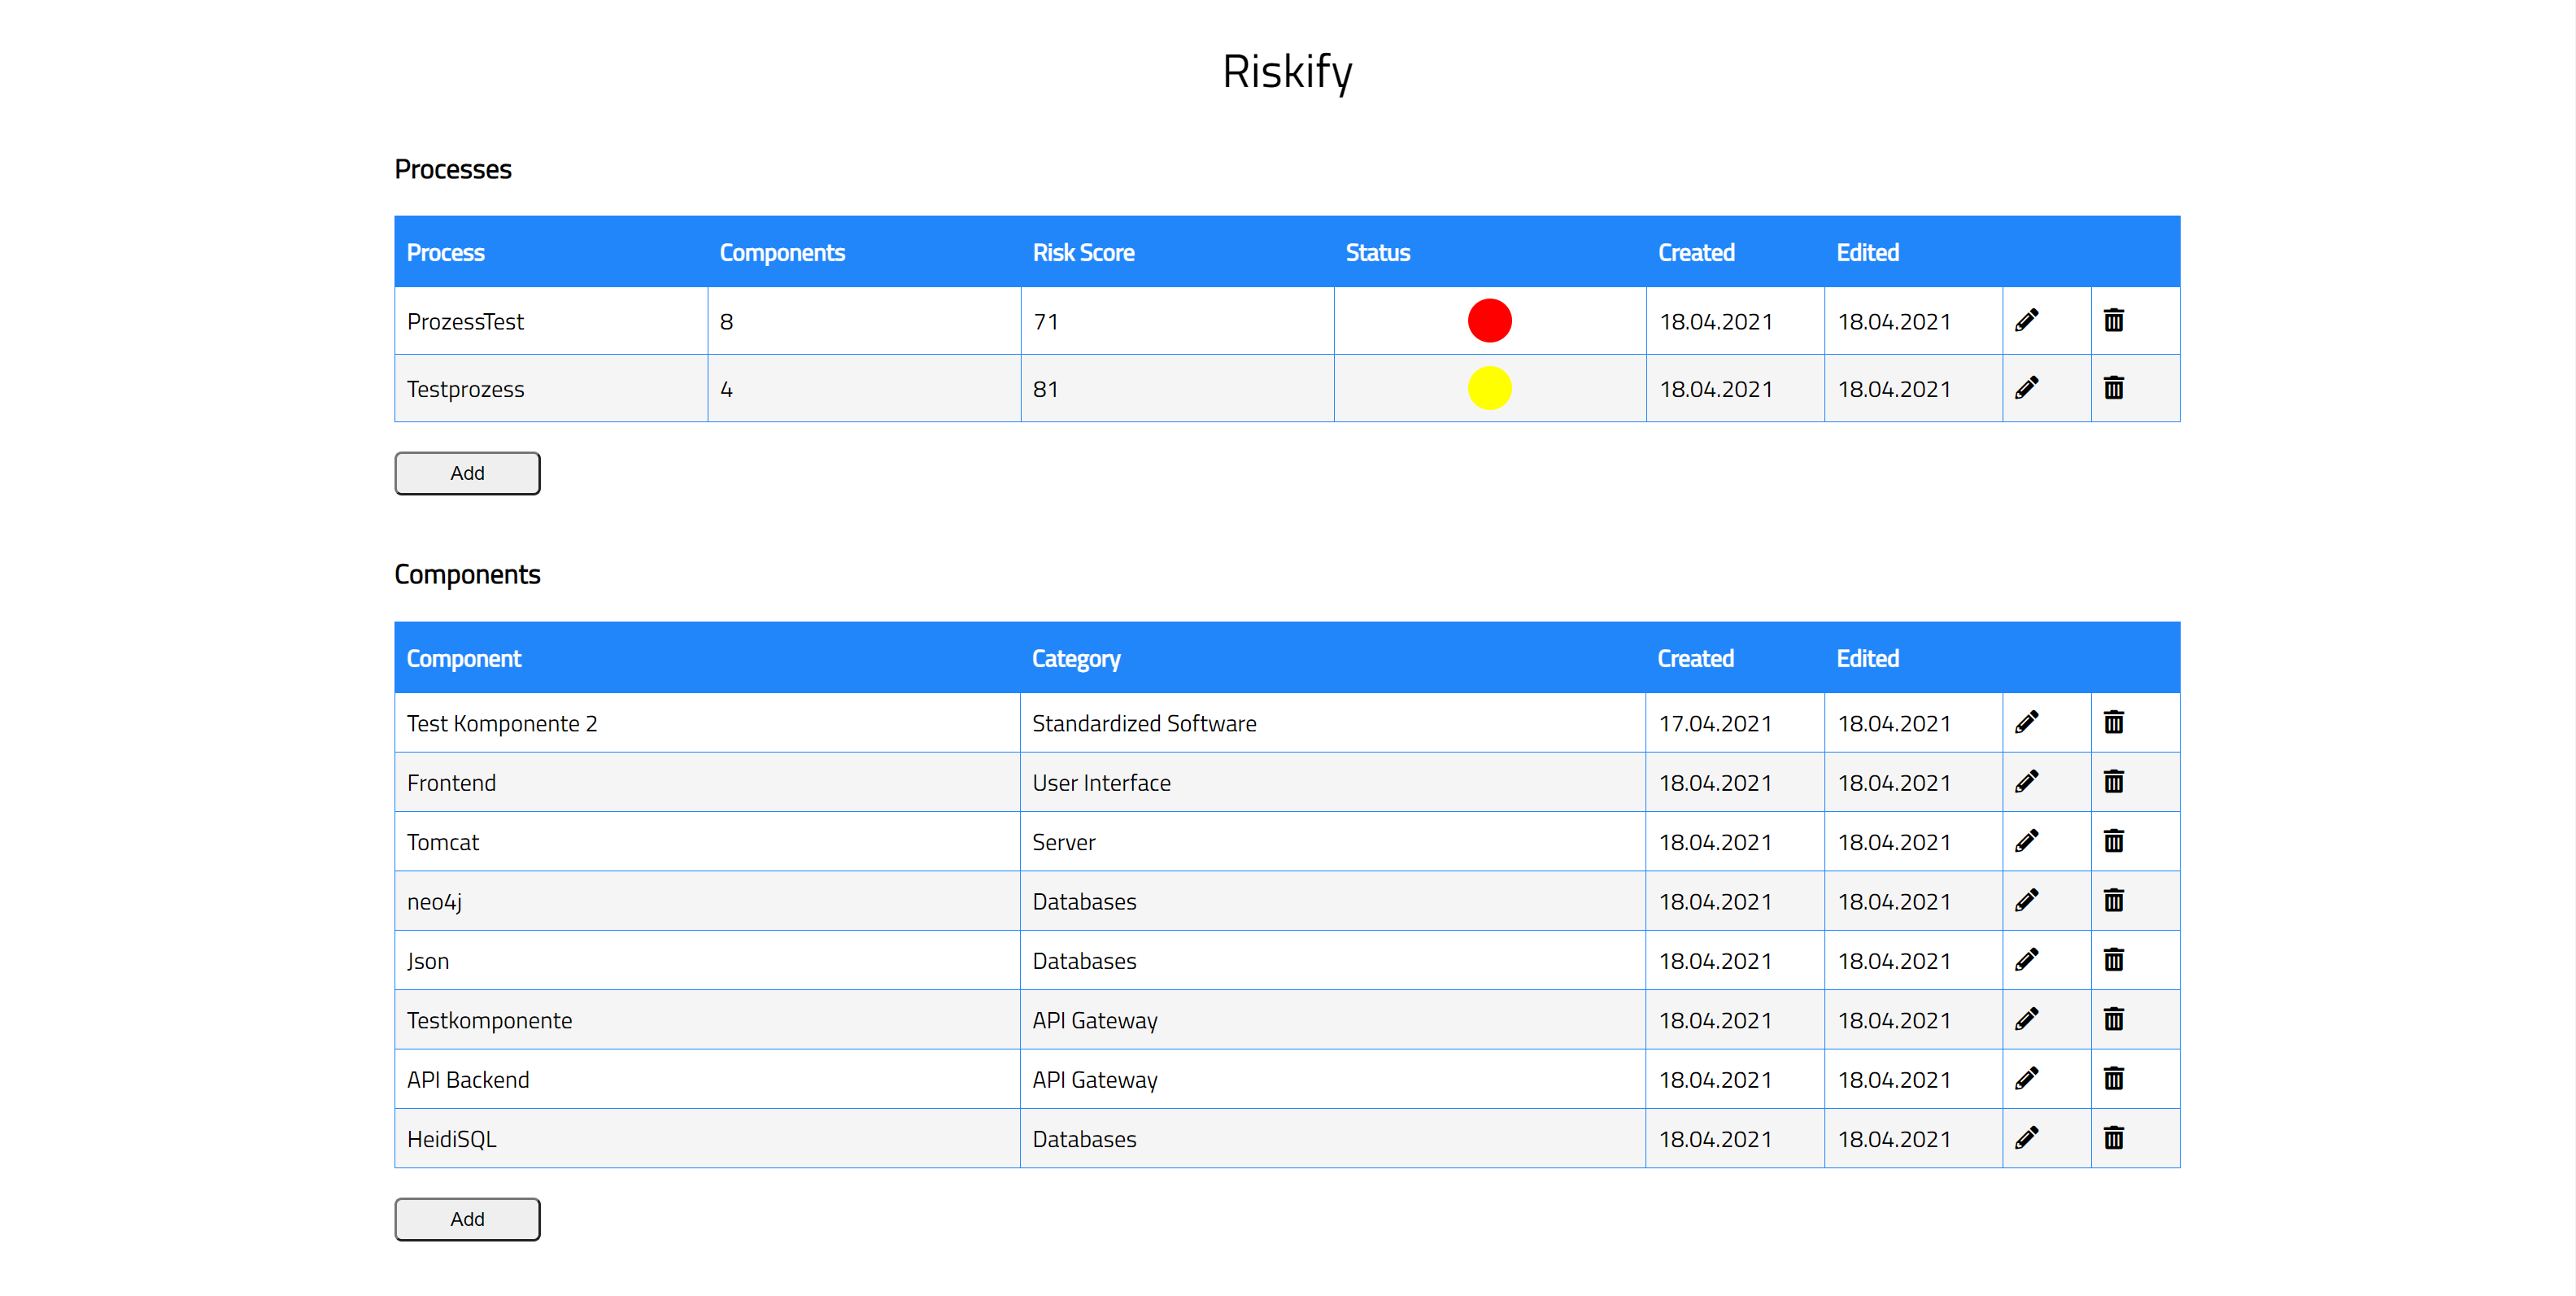 Riskify
Processes
Process Components Risk Score Status Created Edited
ProzessTest 8 71 18.04.2021 18.04.2021
Testprozess 4 81 18.04.2021 18.04.2021
Add
Components
Component Category Created Edited
Test Komponente 2 Standardized Software 17.04.2021 18.04.2021
Frontend User Interface 18.04.2021 18.04.2021
Tomcat Server 18.04.2021 18.04.2021
neo4j Databases 18.04.2021 18.04.2021
Json Databases 18.04.2021 18.04.2021
Testkomponente API Gateway 18.04.2021 18.04.2021
API Backend API Gateway 18.04.2021 18.04.2021
HeidiSQL Databases 18.04.2021 18.04.2021
Add